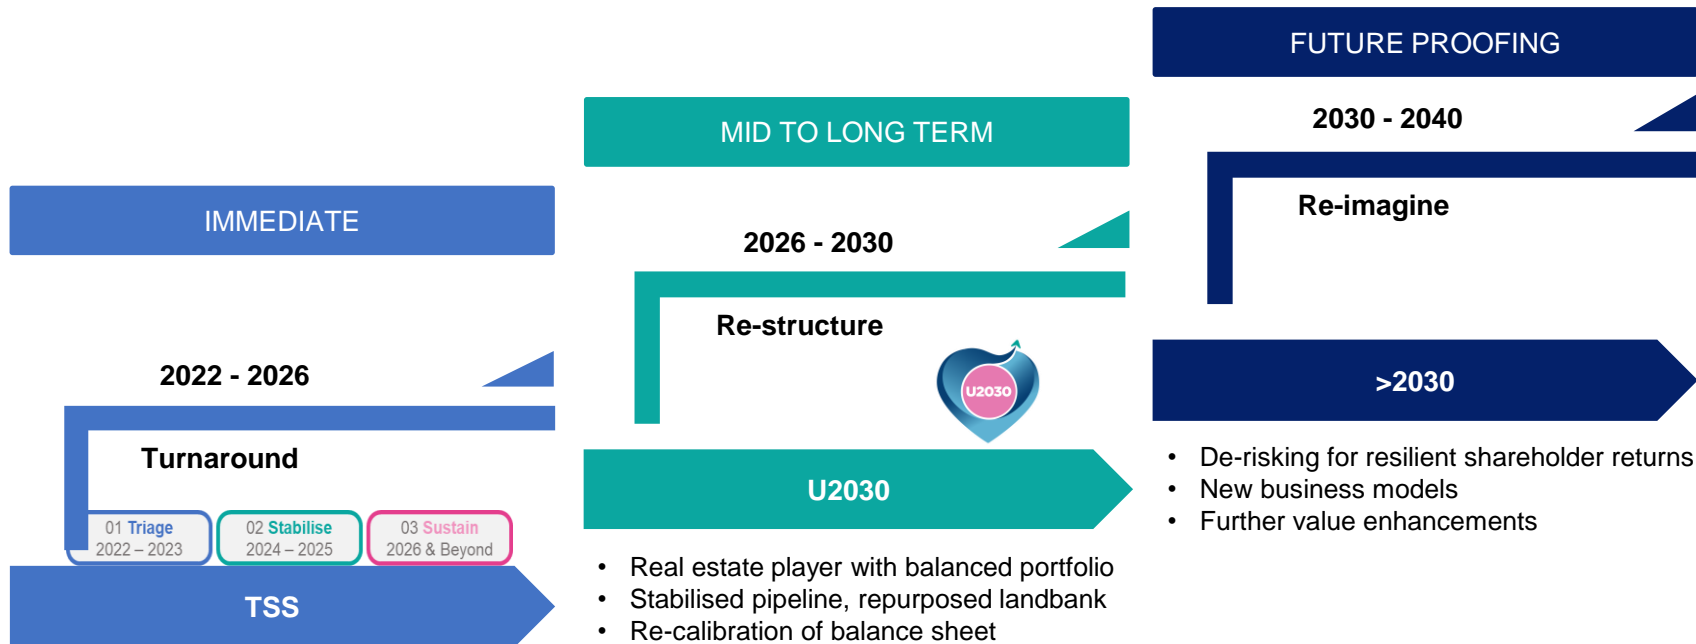 IMMEDIATE
2022 - 2026
Turnaround
01 Triage
2022 – 2023
02 Stabilise
2024 – 2025
03 Sustain
2026 & Beyond
TSS
MID TO LONG TERM
2026 - 2030
Re-structure
U2030
U2030
• Real estate player with balanced portfolio
• Stabilised pipeline, repurposed landbank
• Re-calibration of balance sheet
FUTURE PROOFING
2030 - 2040
Re-imagine
>2030
• De-risking for resilient shareholder returns
• New business models
• Further value enhancements